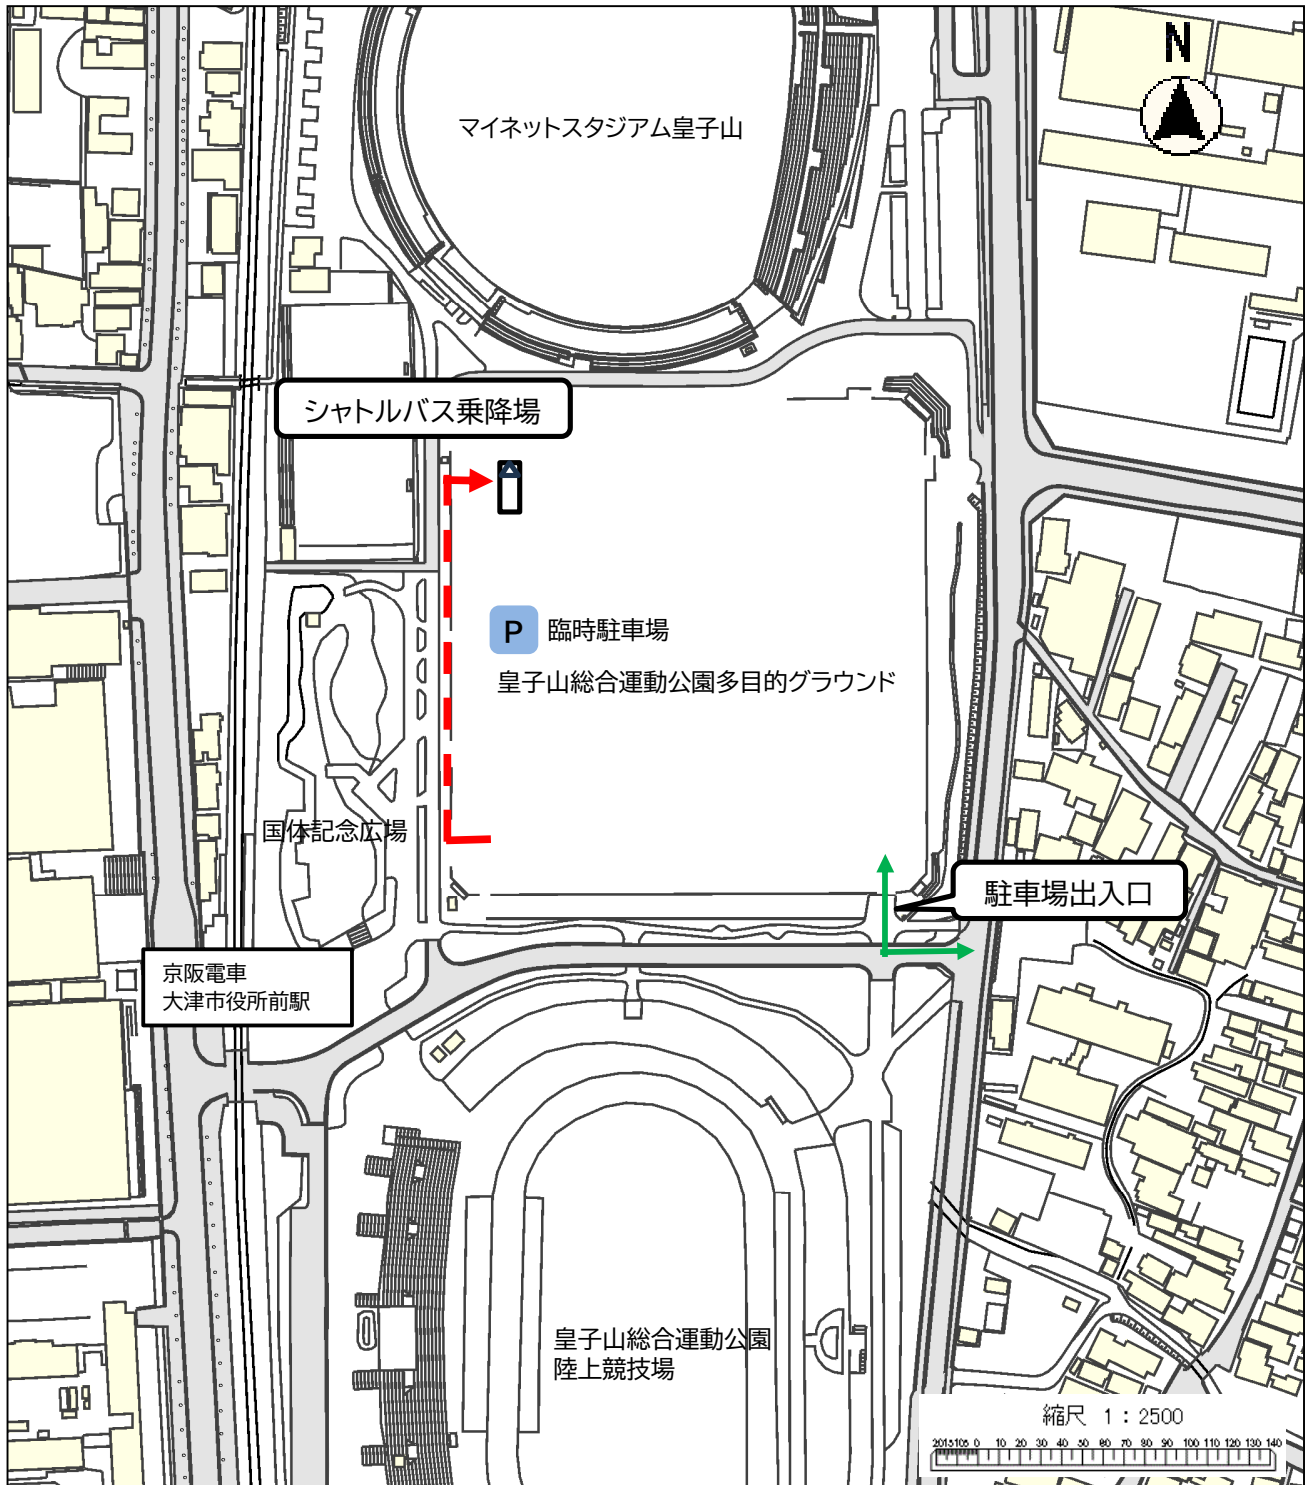 N
マイネットスタジアム皇子山
シャトルバス乗降場
P 臨時駐車場
皇子山総合運動公園多目的グラウンド
国体記念広場
駐車場出入口
京阪電車
大津市役所前駅
皇子山総合運動公園
陸上競技場
縮尺 1:2500
20 15 10 5 0 10 20 30 40 50 60 70 80 90 100 110 120 130 140